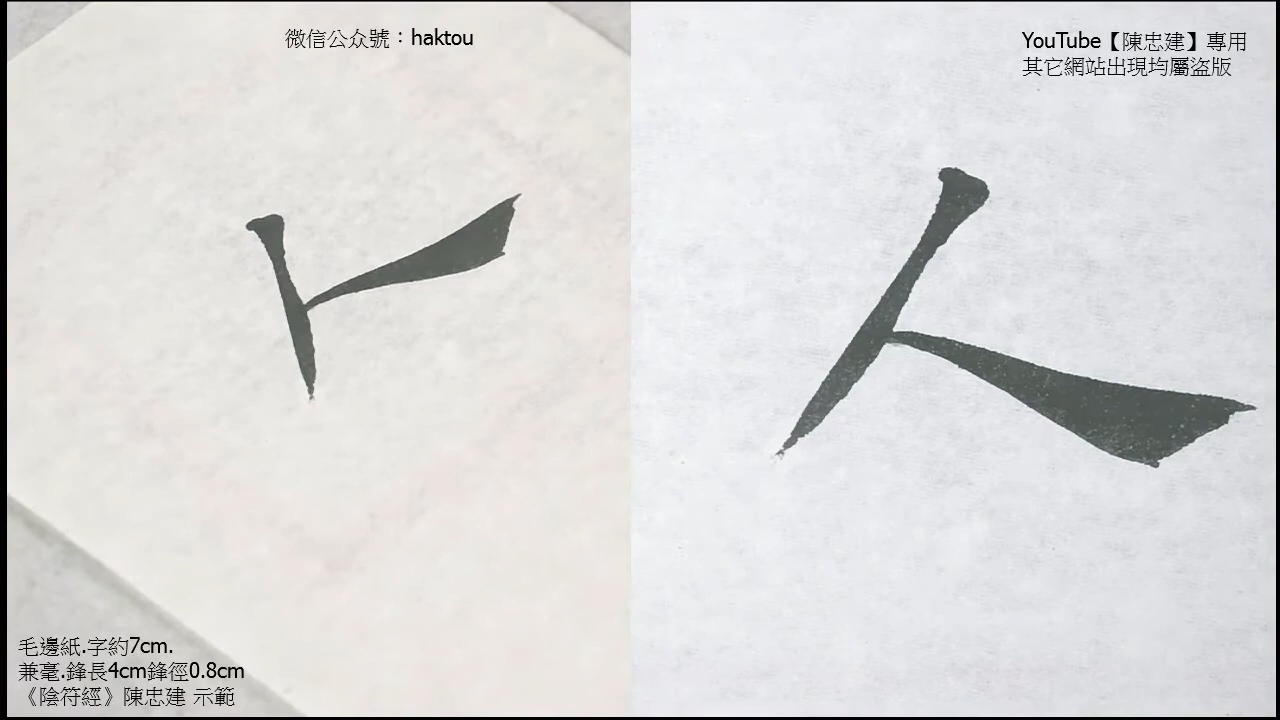 微信公众號：haktou
YouTube【陳忠建】專用
其它網站出現均屬盜版
人
毛邊紙.字約7cm.
兼毫.鋒長4cm鋒徑0.8cm
《陰符經》陳忠建 示範